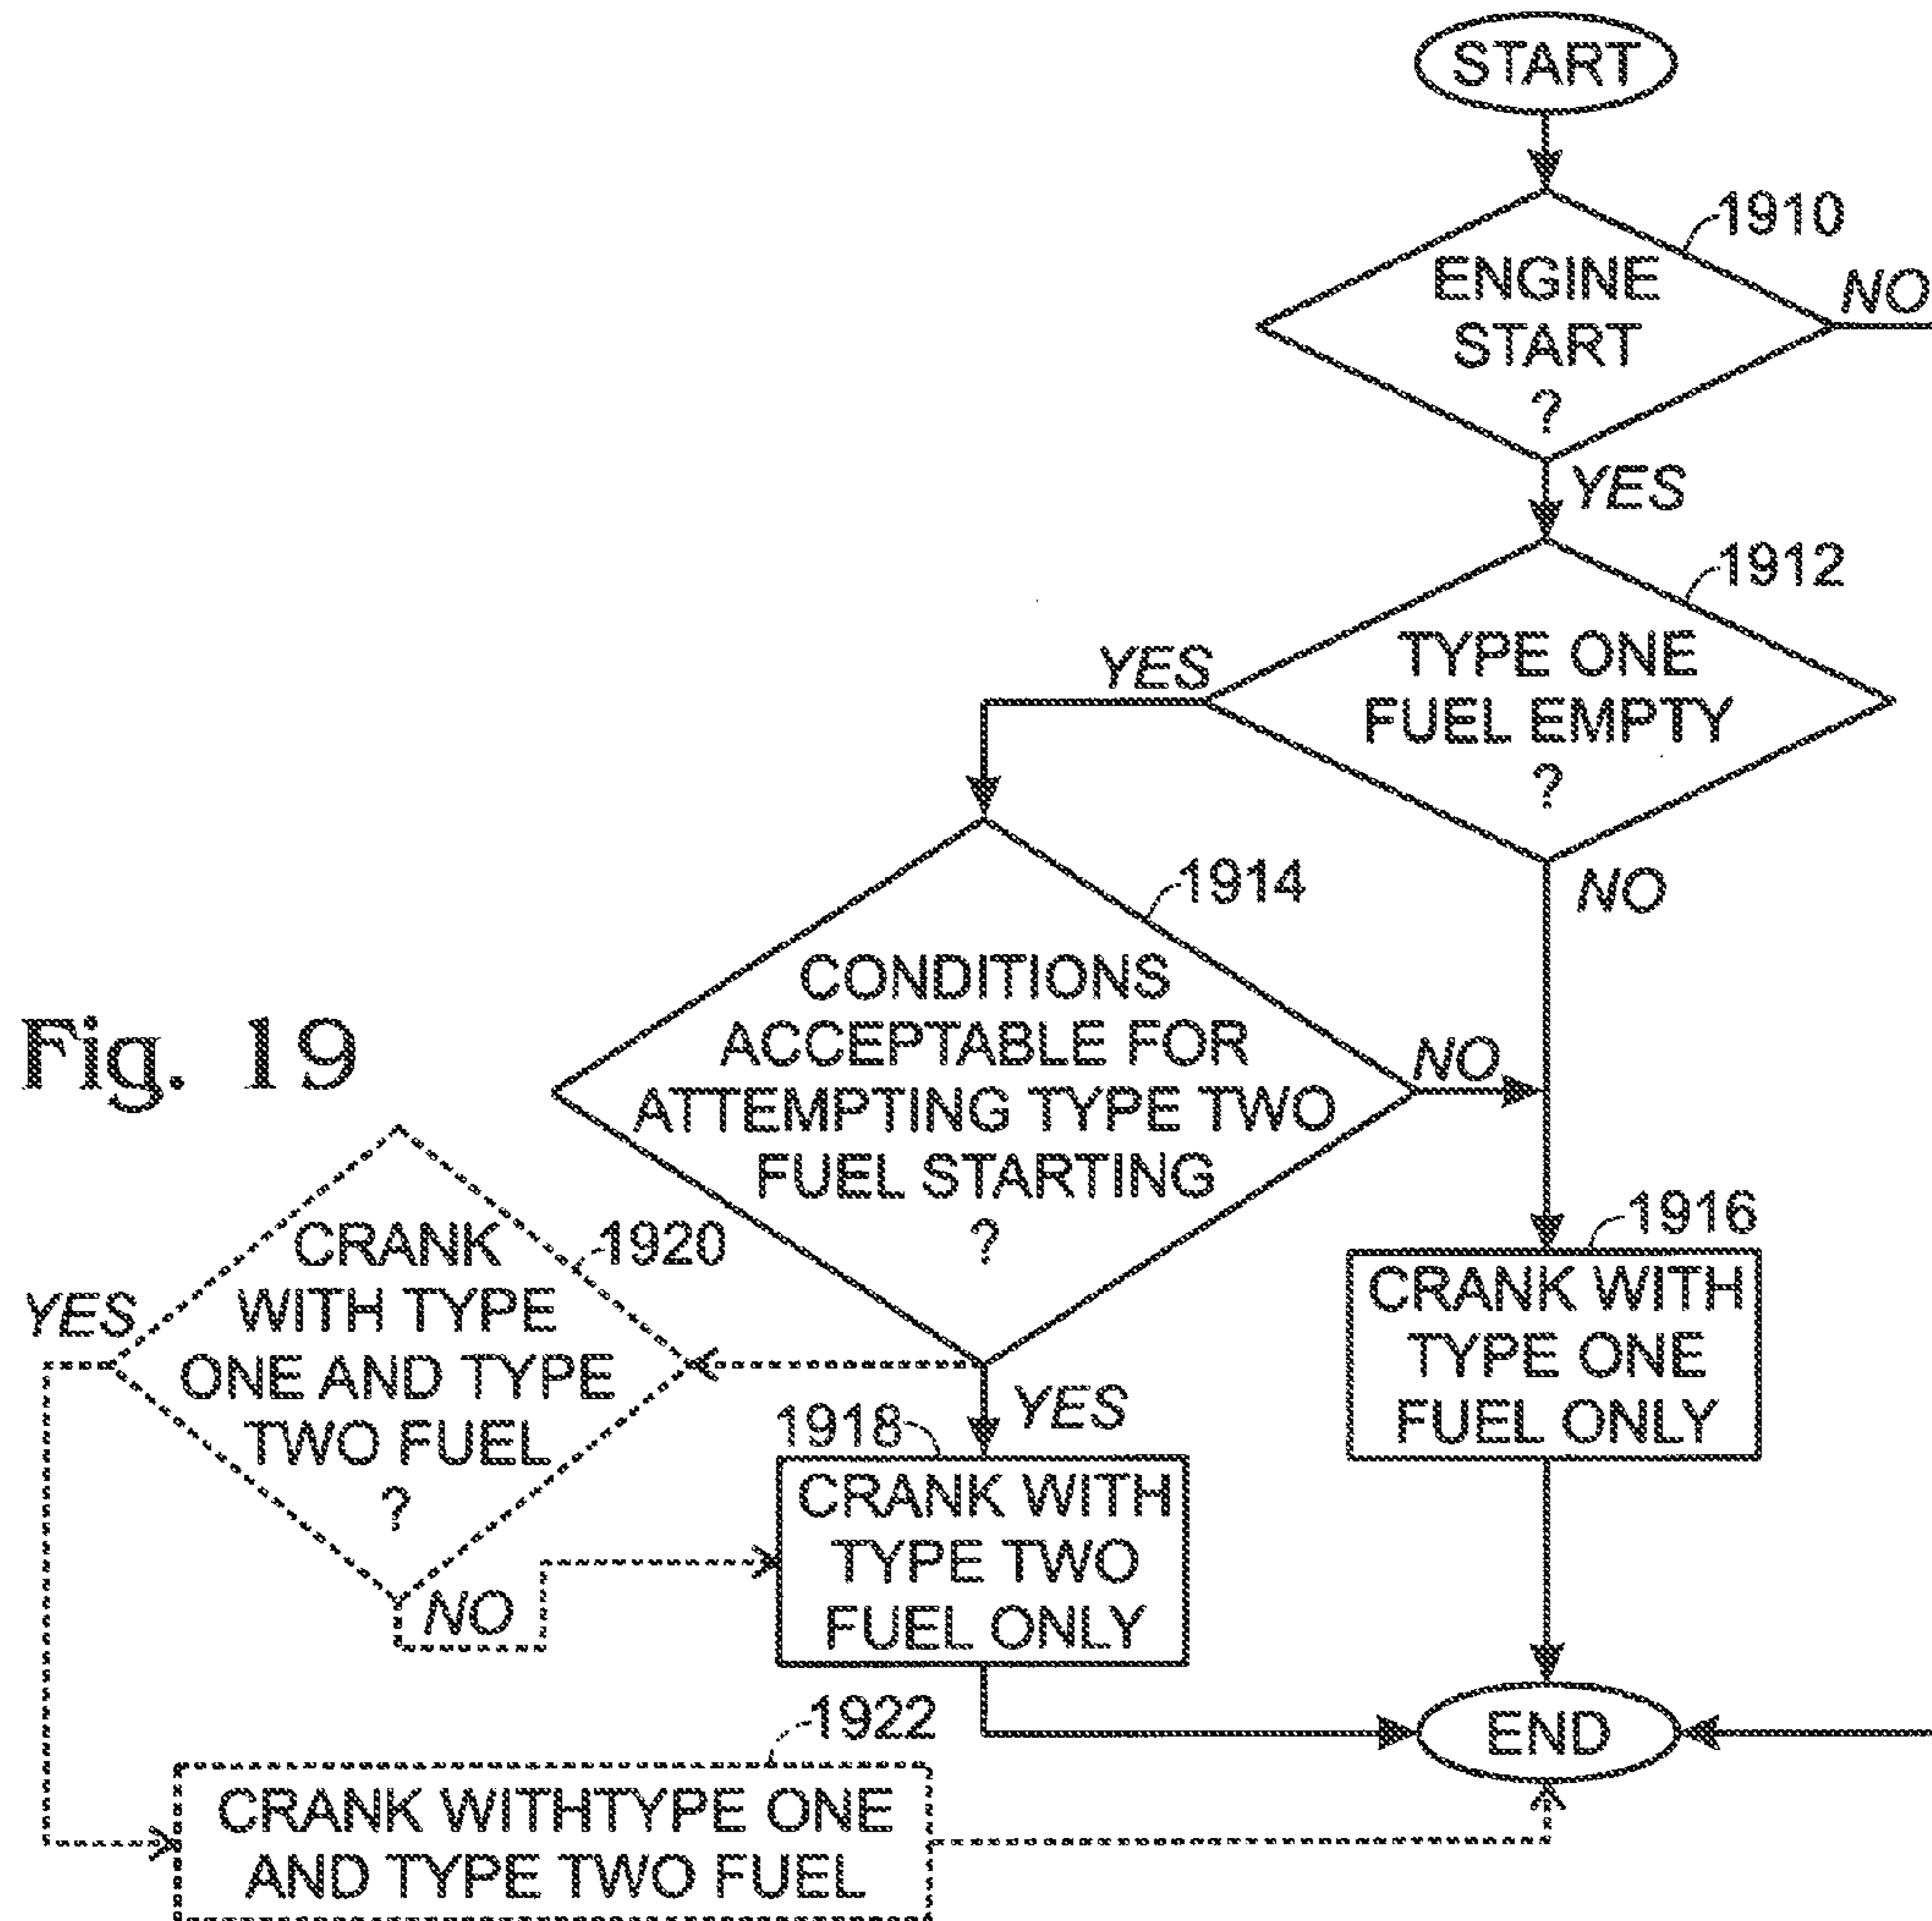 START
1910
ENGINE
START
?
NO
YES
1912
TYPE ONE
FUEL EMPTY
?
YES
NO
1914
CONDITIONS
ACCEPTABLE FOR
ATTEMPTING TYPE TWO
FUEL STARTING
?
NO
YES
Fig. 19
1920
CRANK
WITH TYPE
ONE AND TYPE
TWO FUEL
?
YES
NO
1916
CRANK WITH
TYPE ONE
FUEL ONLY
1918
CRANK WITH
TYPE TWO
FUEL ONLY
1922
CRANK WITHTYPE ONE
AND TYPE TWO FUEL
END